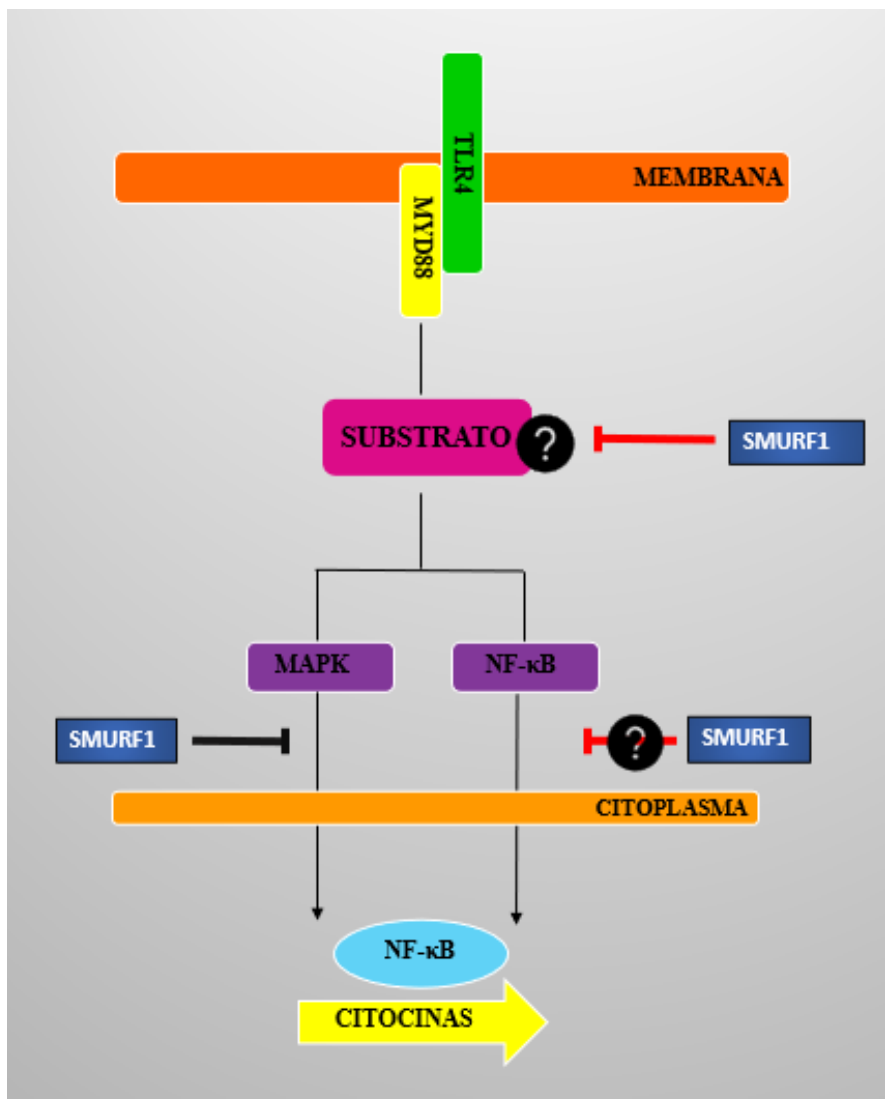 TLR4
MEMBRANA
MYD88
SUBSTRATO
?
SMURF1
MAPK
NF-κB
SMURF1
?
SMURF1
CITOPLASMA
NF-κB
CITOCINAS